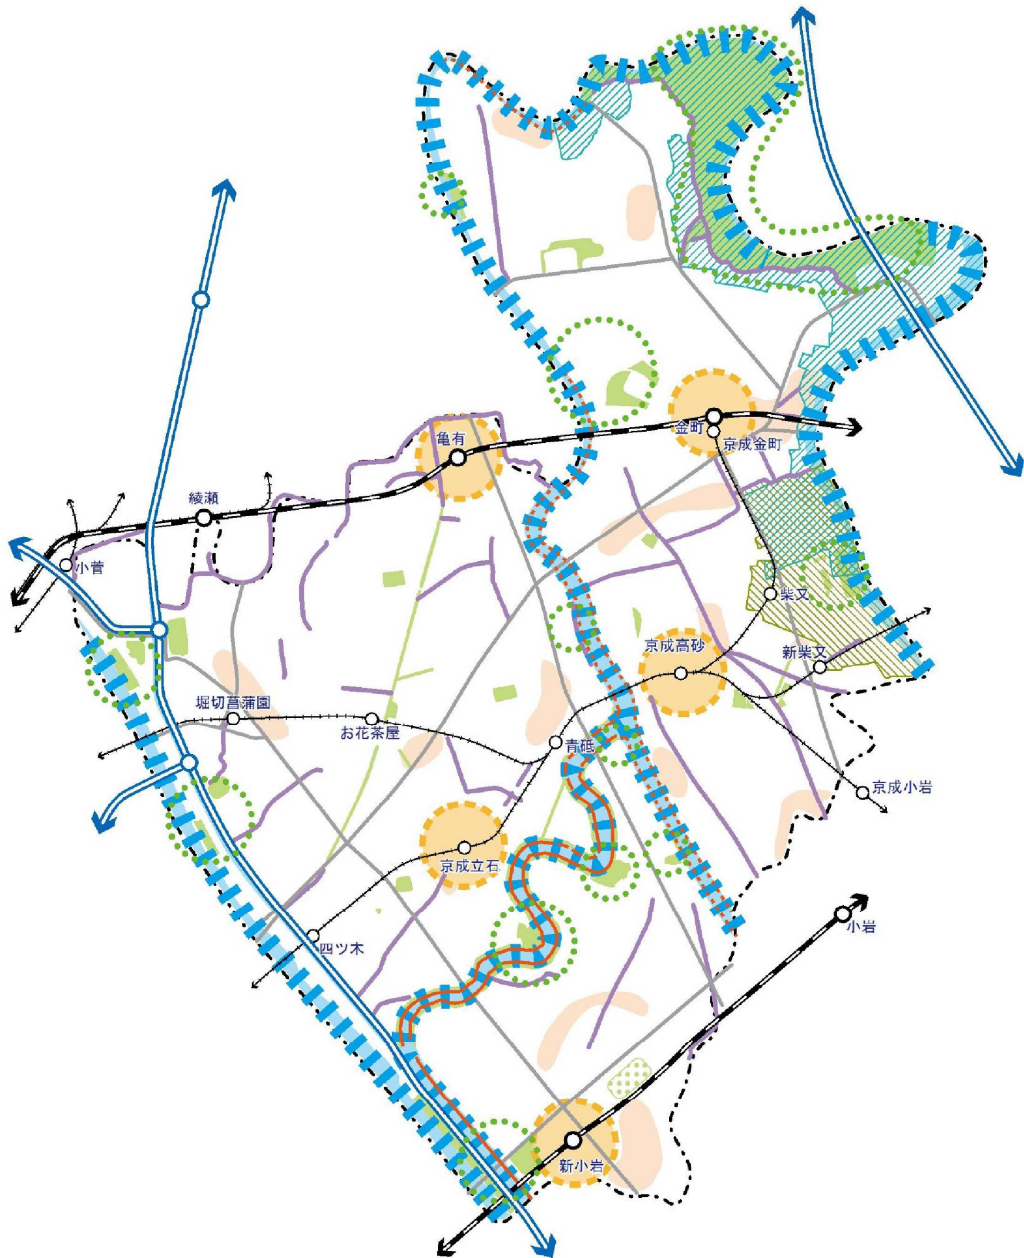 金町
京成金町
亀有
綾瀬
小菅
柴又
京成高砂
新柴又
堀切菖蒲園
お花茶屋
青砥
京成小岩
京成立石
小岩
四ツ木
新小岩